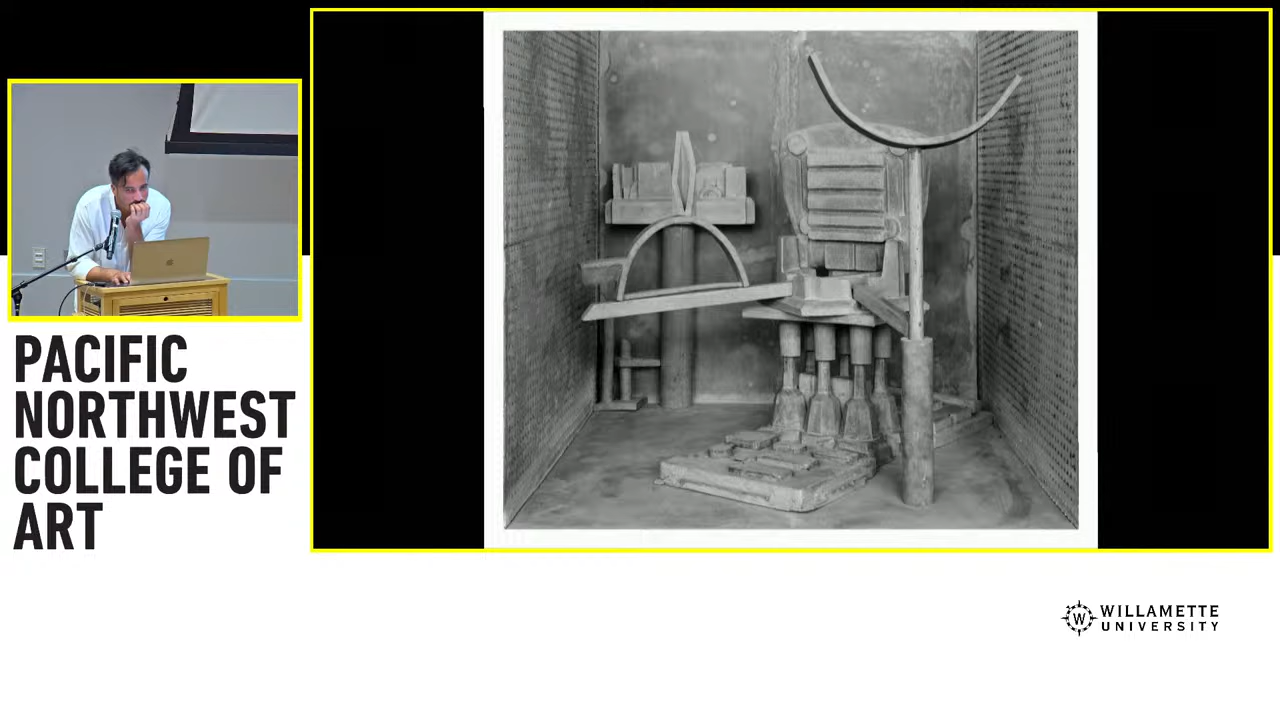 PACIFIC
NORTHWEST
COLLEGE OF
ART
WILLAMETTE
UNIVERSITY